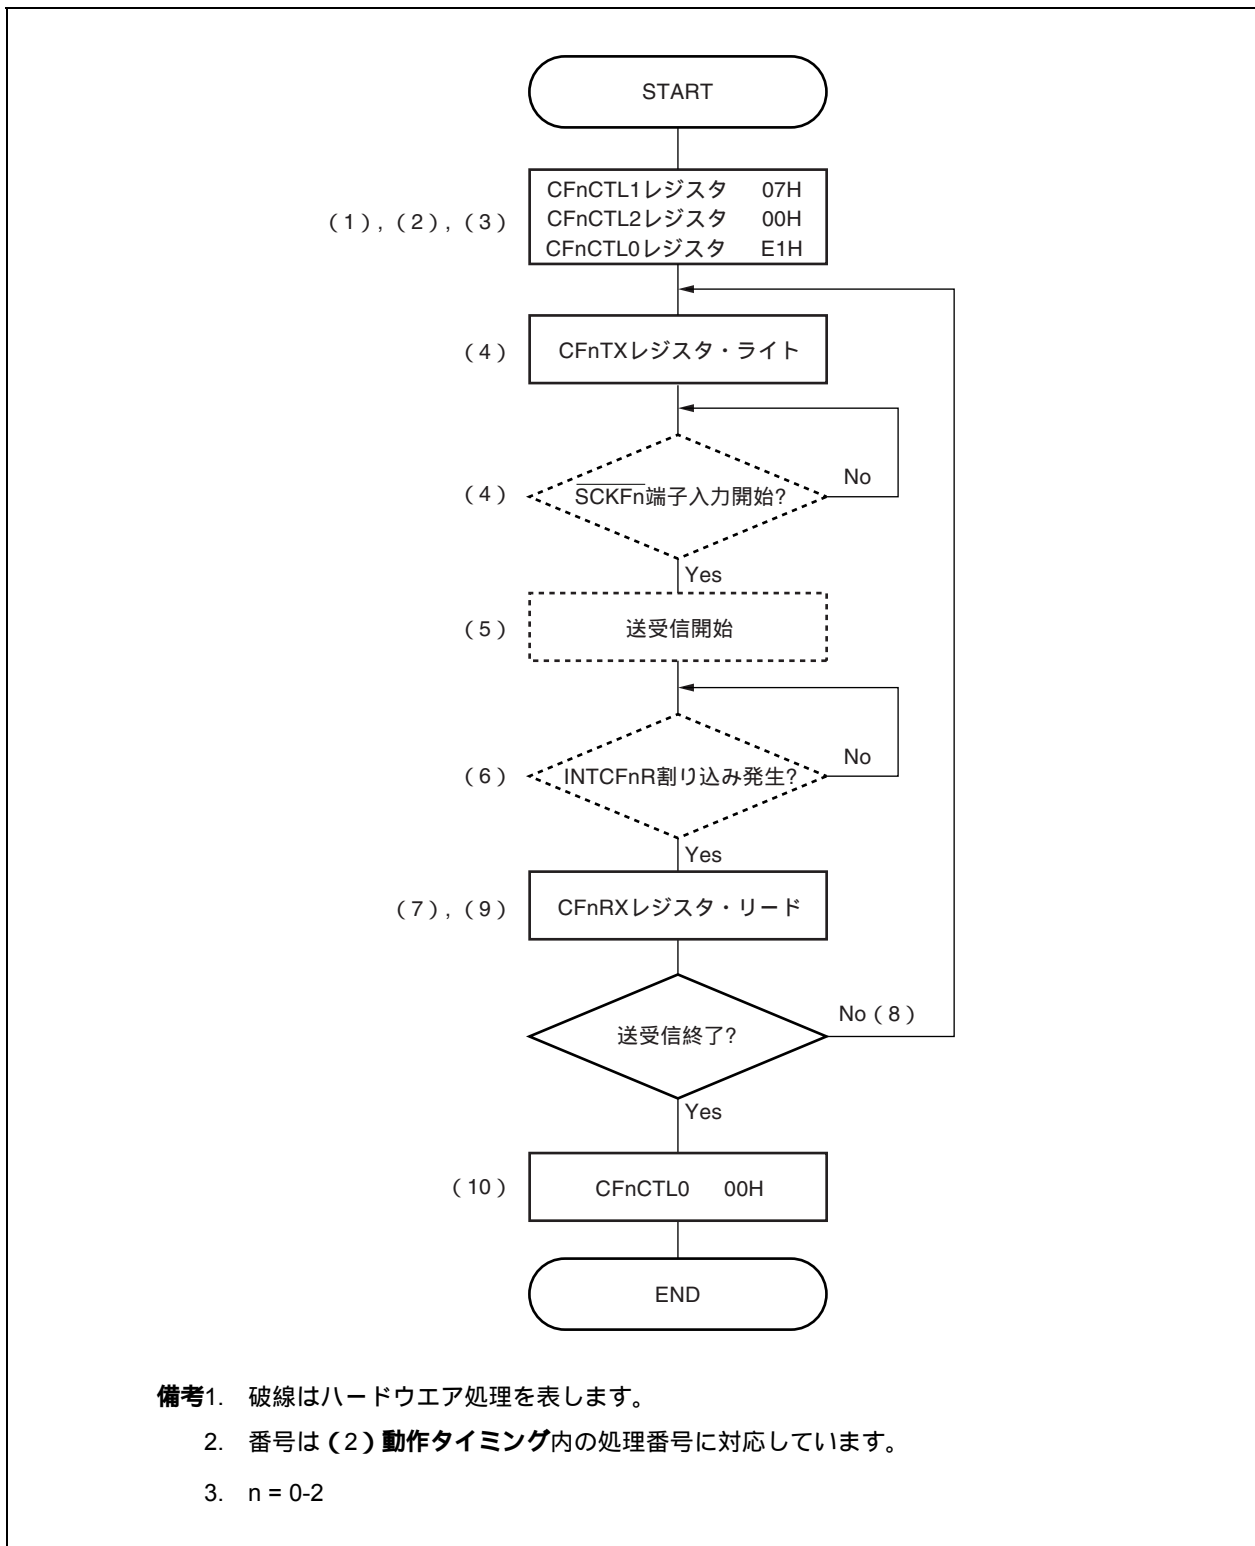 START
CFnCTL1レジスタ 07H
(1), (2), (3) CFnCTL2レジスタ 00H
CFnCTL0レジスタ E1H
(4) CFnTXレジスタ・ライト
(4) SCKFn端子入力開始? No
Yes
(5) 送受信開始
(6) INTCFnR割り込み発生? No
Yes
(7), (9) CFnRXレジスタ・リード
送受信終了? No (8)
Yes
(10) CFnCTL0 00H
END
備考1. 破線はハードウエア処理を表します。
2. 番号は(2)動作タイミング内の処理番号に対応しています。
3. n = 0-2